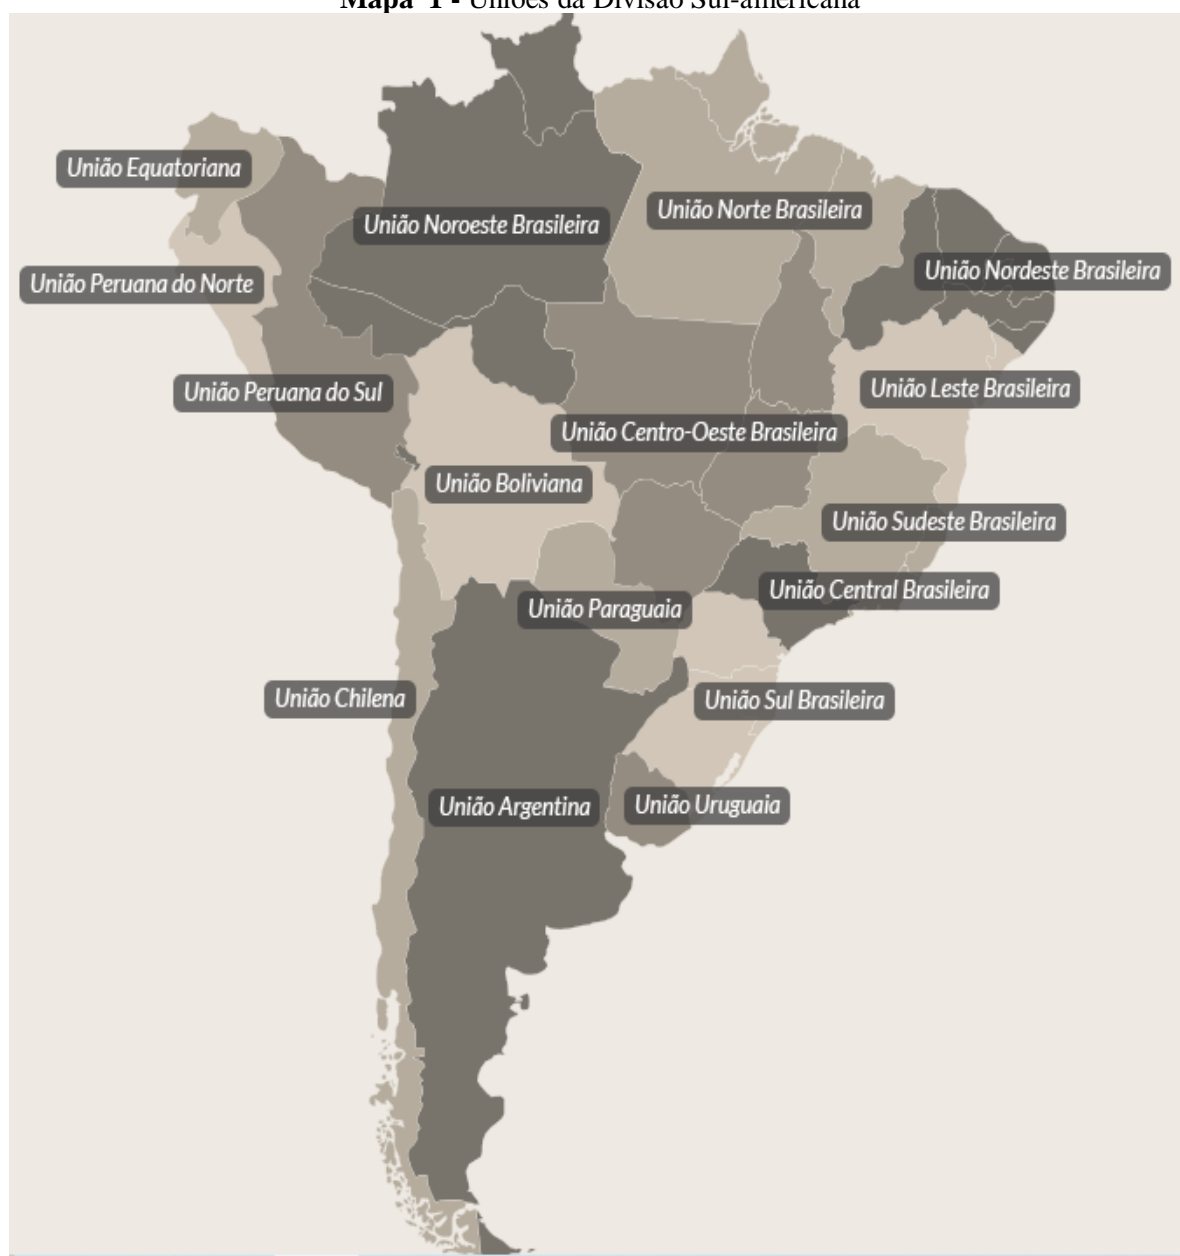 Mapa 1 - Uniões da Divisão Sul-americana
União Equatoriana
União Noroeste Brasileira
União Norte Brasileira
União Nordeste Brasileira
União Peruana do Norte
União Peruana do Sul
União Leste Brasileira
União Centro-Oeste Brasileira
União Boliviana
União Sudeste Brasileira
União Central Brasileira
União Paraguaia
União Chilena
União Sul Brasileira
União Argentina
União Uruguaia